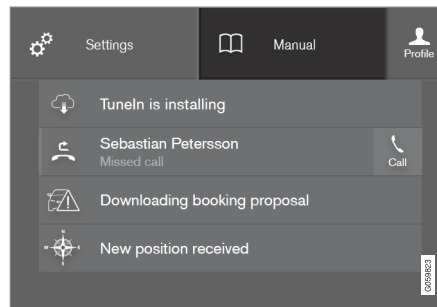 Settings
Manual
Profile
TuneIn is installing
Sebastian Petersson
Missed call
Call
Downloading booking proposal
New position received
G059823